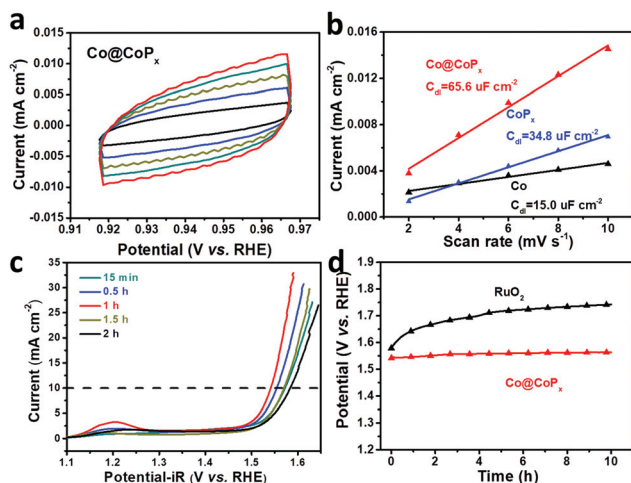 a
Co@CoPx
0.015
0.010
0.005
0.000
-0.005
-0.010
-0.015
Current (mA cm-2)
0.91 0.92 0.93 0.94 0.95 0.96 0.97
Potential (V vs. RHE)
b
Co@CoPx
Cdl=65.6 uF cm-2
CoPx
Cdl=34.8 uF cm-2
Co
Cdl=15.0 uF cm-2
0.016
0.012
0.008
0.004
0.000
Current (mA cm-2)
2 4 6 8 10
Scan rate (mV s-1)
c
15 min
0.5 h
1 h
1.5 h
2 h
35
30
25
20
15
10
5
0
Current (mA cm-2)
1.1 1.2 1.3 1.4 1.5 1.6
Potential-iR (V vs. RHE)
d
RuO2
Co@CoPx
1.9
1.8
1.7
1.6
1.5
1.4
1.3
1.2
Potential (V vs. RHE)
0 2 4 6 8 10
Time (h)